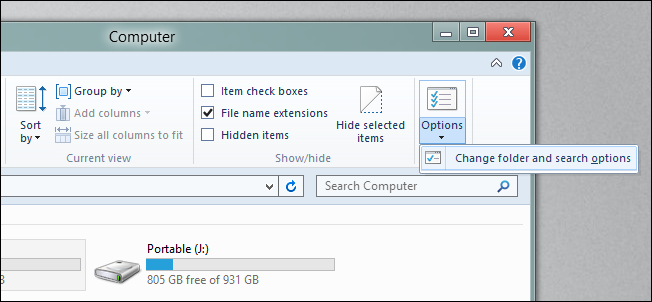 Computer
Group by
Item check boxes
Add columns
File name extensions
Sort by
Size all columns to fit
Hidden items
Hide selected items
Options
Current view
Show/hide
Change folder and search options
Search Computer
Portable (J:)
805 GB free of 931 GB